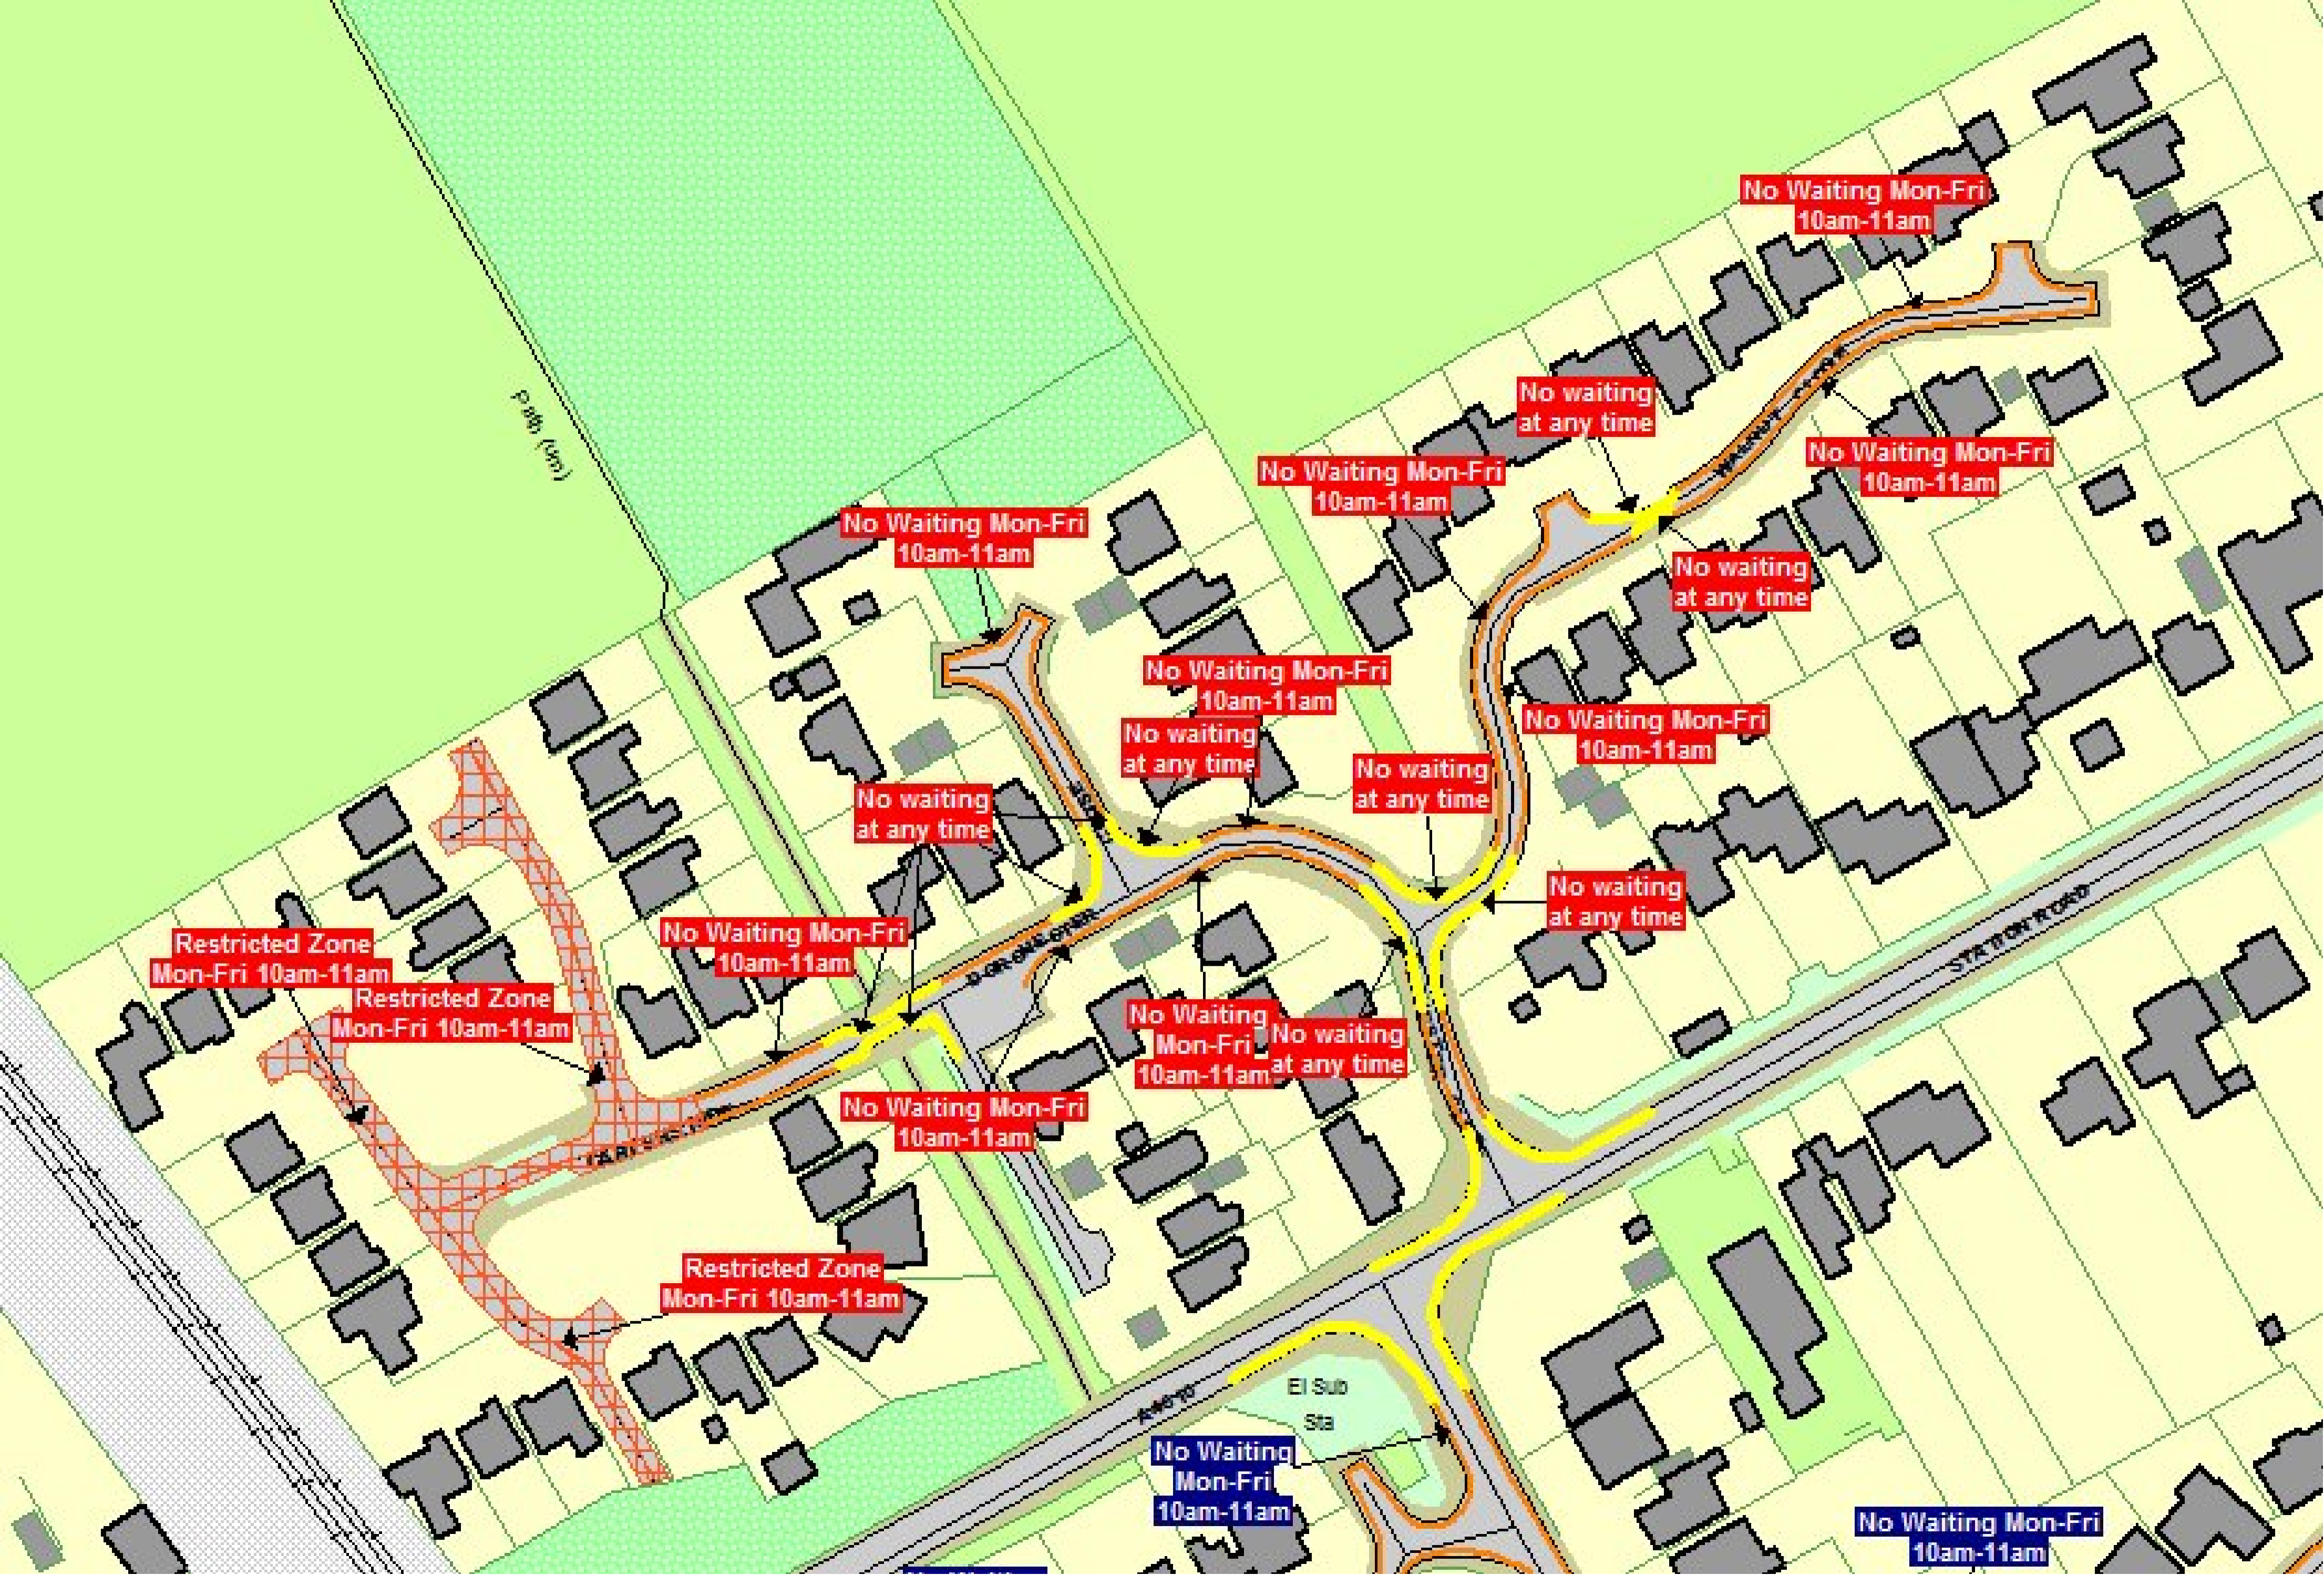 No Waiting Mon-Fri
10am-11am
Path (um)
No waiting
at any time
No Waiting Mon-Fri
10am-11am
No Waiting Mon-Fri
10am-11am
No Waiting Mon-Fri
10am-11am
No waiting
at any time
No Waiting Mon-Fri
10am-11am
No Waiting Mon-Fri
10am-11am
No waiting
at any time
No waiting
at any time
No waiting
at any time
No waiting
at any time
STATION ROAD
No Waiting Mon-Fri
10am-11am
Restricted Zone
Mon-Fri 10am-11am
Restricted Zone
Mon-Fri 10am-11am
DORCHESTER
No Waiting
Mon-Fri
10am-11am
No waiting
at any time
No Waiting Mon-Fri
10am-11am
Restricted Zone
Mon-Fri 10am-11am
El Sub
Sta
No Waiting
Mon-Fri
10am-11am
No Waiting Mon-Fri
10am-11am